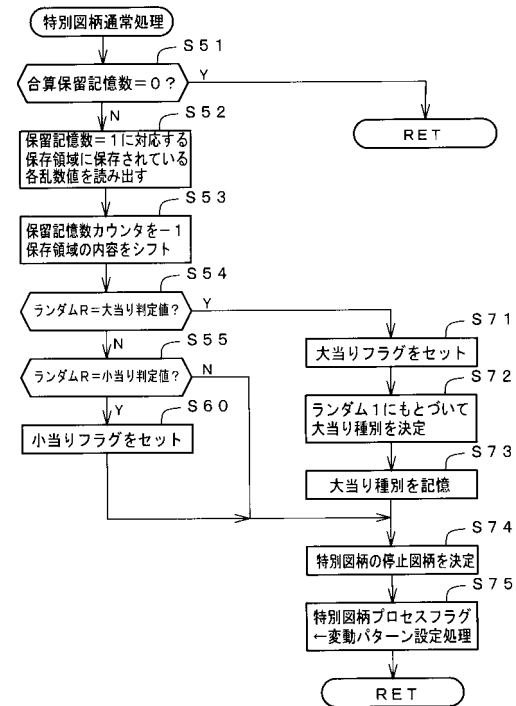 特別図柄通常処理
S51
合算保留記憶数=0?
Y
N
RET
S52
保留記憶数=1に対応する
保存領域に保存されている
各乱数値を読み出す
S53
保留記憶数カウンタを-1
保存領域の内容をシフト
S54
ランダムR=大当り判定値?
Y
N
S55
ランダムR=小当り判定値?
N
Y
S60
小当りフラグをセット
S71
大当りフラグをセット
S72
ランダム1にもとづいて
大当り種別を決定
S73
大当り種別を記憶
S74
特別図柄の停止図柄を決定
S75
特別図柄プロセスフラグ
←変動パターン設定処理
RET